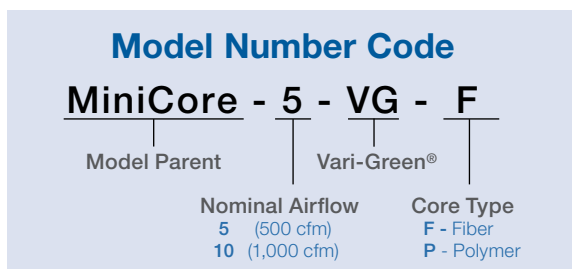 Model Number Code
MiniCore - 5 - VG - F
Model Parent
Vari-Green®
Nominal Airflow
5 (500 cfm)
10 (1,000 cfm)
Core Type
F - Fiber
P - Polymer